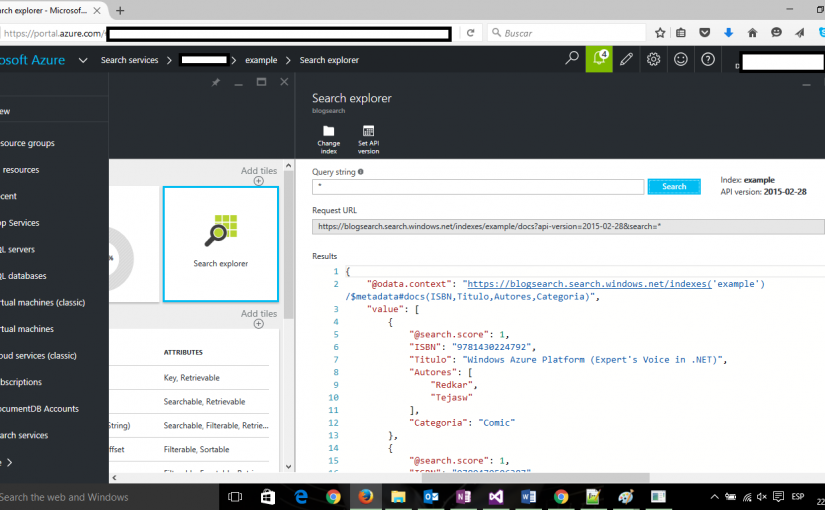 arch explorer - Microsoft...
https://portal.azure.com/
Buscar
osoft Azure
Search services
example
Search explorer
4
ew
source groups
resources
cent
pp Services
QL servers
QL databases
rtual machines (classic)
rtual machines
oud services (classic)
bscriptions
ocumentDB Accounts
arch services
e
Add tiles
%
Search explorer
Add tiles
ATTRIBUTES
Key, Retrievable
Searchable, Retrievable
String)
Searchable, Filterable, Retrie...
ffset
Filterable, Sortable
Search explorer
blogsearch
Change index
Set API version
Query string
*
Search
Index: example
API version: 2015-02-28
Request URL
https://blogsearch.search.windows.net/indexes/example/docs?api-version=2015-02-28&search=*
Results
1 {
2 "@odata.context": "https://blogsearch.search.windows.net/indexes('example')
/$metadata#docs(ISBN,Titulo,Autores,Categoria)",
3 "value": [
4 {
5 "@search.score": 1,
6 "ISBN": "9781430224792",
7 "Titulo": "Windows Azure Platform (Expert's Voice in .NET)",
8 "Autores": [
9 "Redkar",
10 "Tejasw"
11 ],
12 "Categoria": "Comic"
13 },
14 {
15 "@search.score": 1,
Search the web and Windows
ESP
22